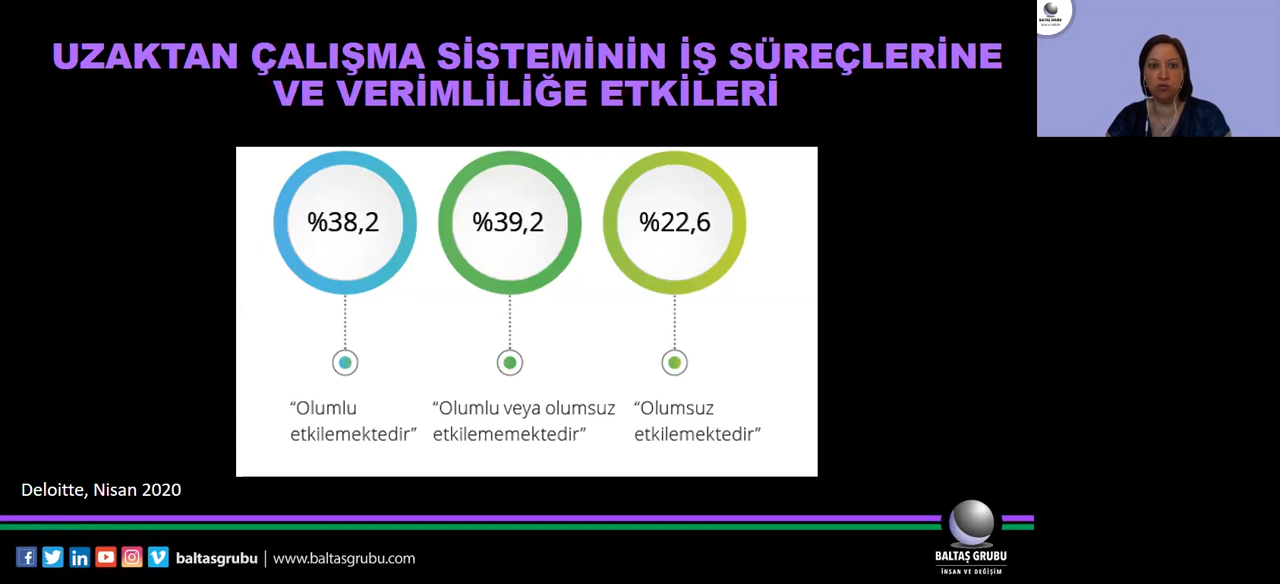 UZAKTAN ÇALIŞMA SİSTEMİNİN İŞ SÜREÇLERİNE
VE VERİMLİLİĞE ETKİLERİ
%38,2
%39,2
%22,6
“Olumlu
etkilemektedir”
“Olumlu veya olumsuz
etkilememektedir”
“Olumsuz
etkilemektedir”
Deloitte, Nisan 2020
baltasgrubu | www.baltasgrubu.com
BALTAŞ GRUBU
İNSAN VE DEĞİŞİM
BALTAŞ GRUBU